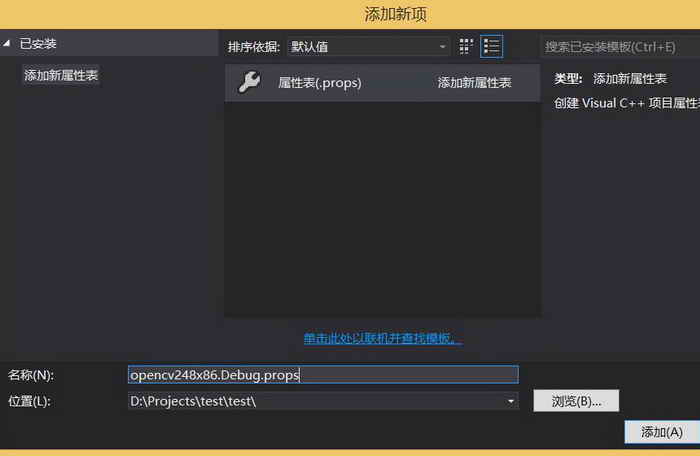 添加新项
已安装
排序依据: 默认值
搜索已安装模板(Ctrl+E)
添加新属性表
属性表(.props) 添加新属性表
类型: 添加新属性表
创建 Visual C++ 项目属性
单击此处以联机并查找模板。
名称(N): opencv248x86.Debug.props
位置(L): D:\Projects\test\test\
浏览(B)...
添加(A)